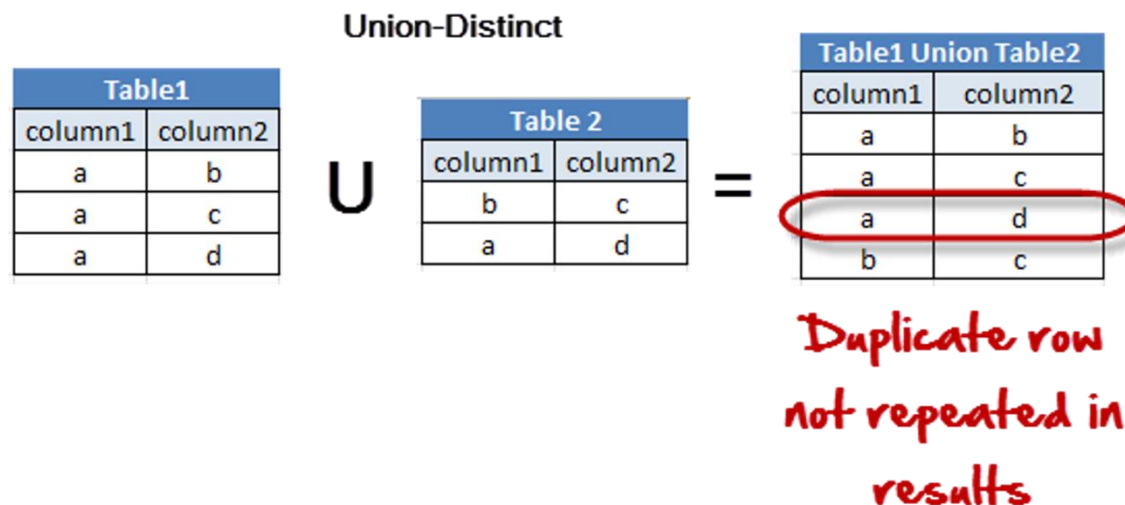 Union-Distinct
Table1
column1 column2
a b
a c
a d
U
Table 2
column1 column2
b c
a d
=
Table1 Union Table2
column1 column2
a b
a c
a d
b c
Duplicate row
not repeated in
results